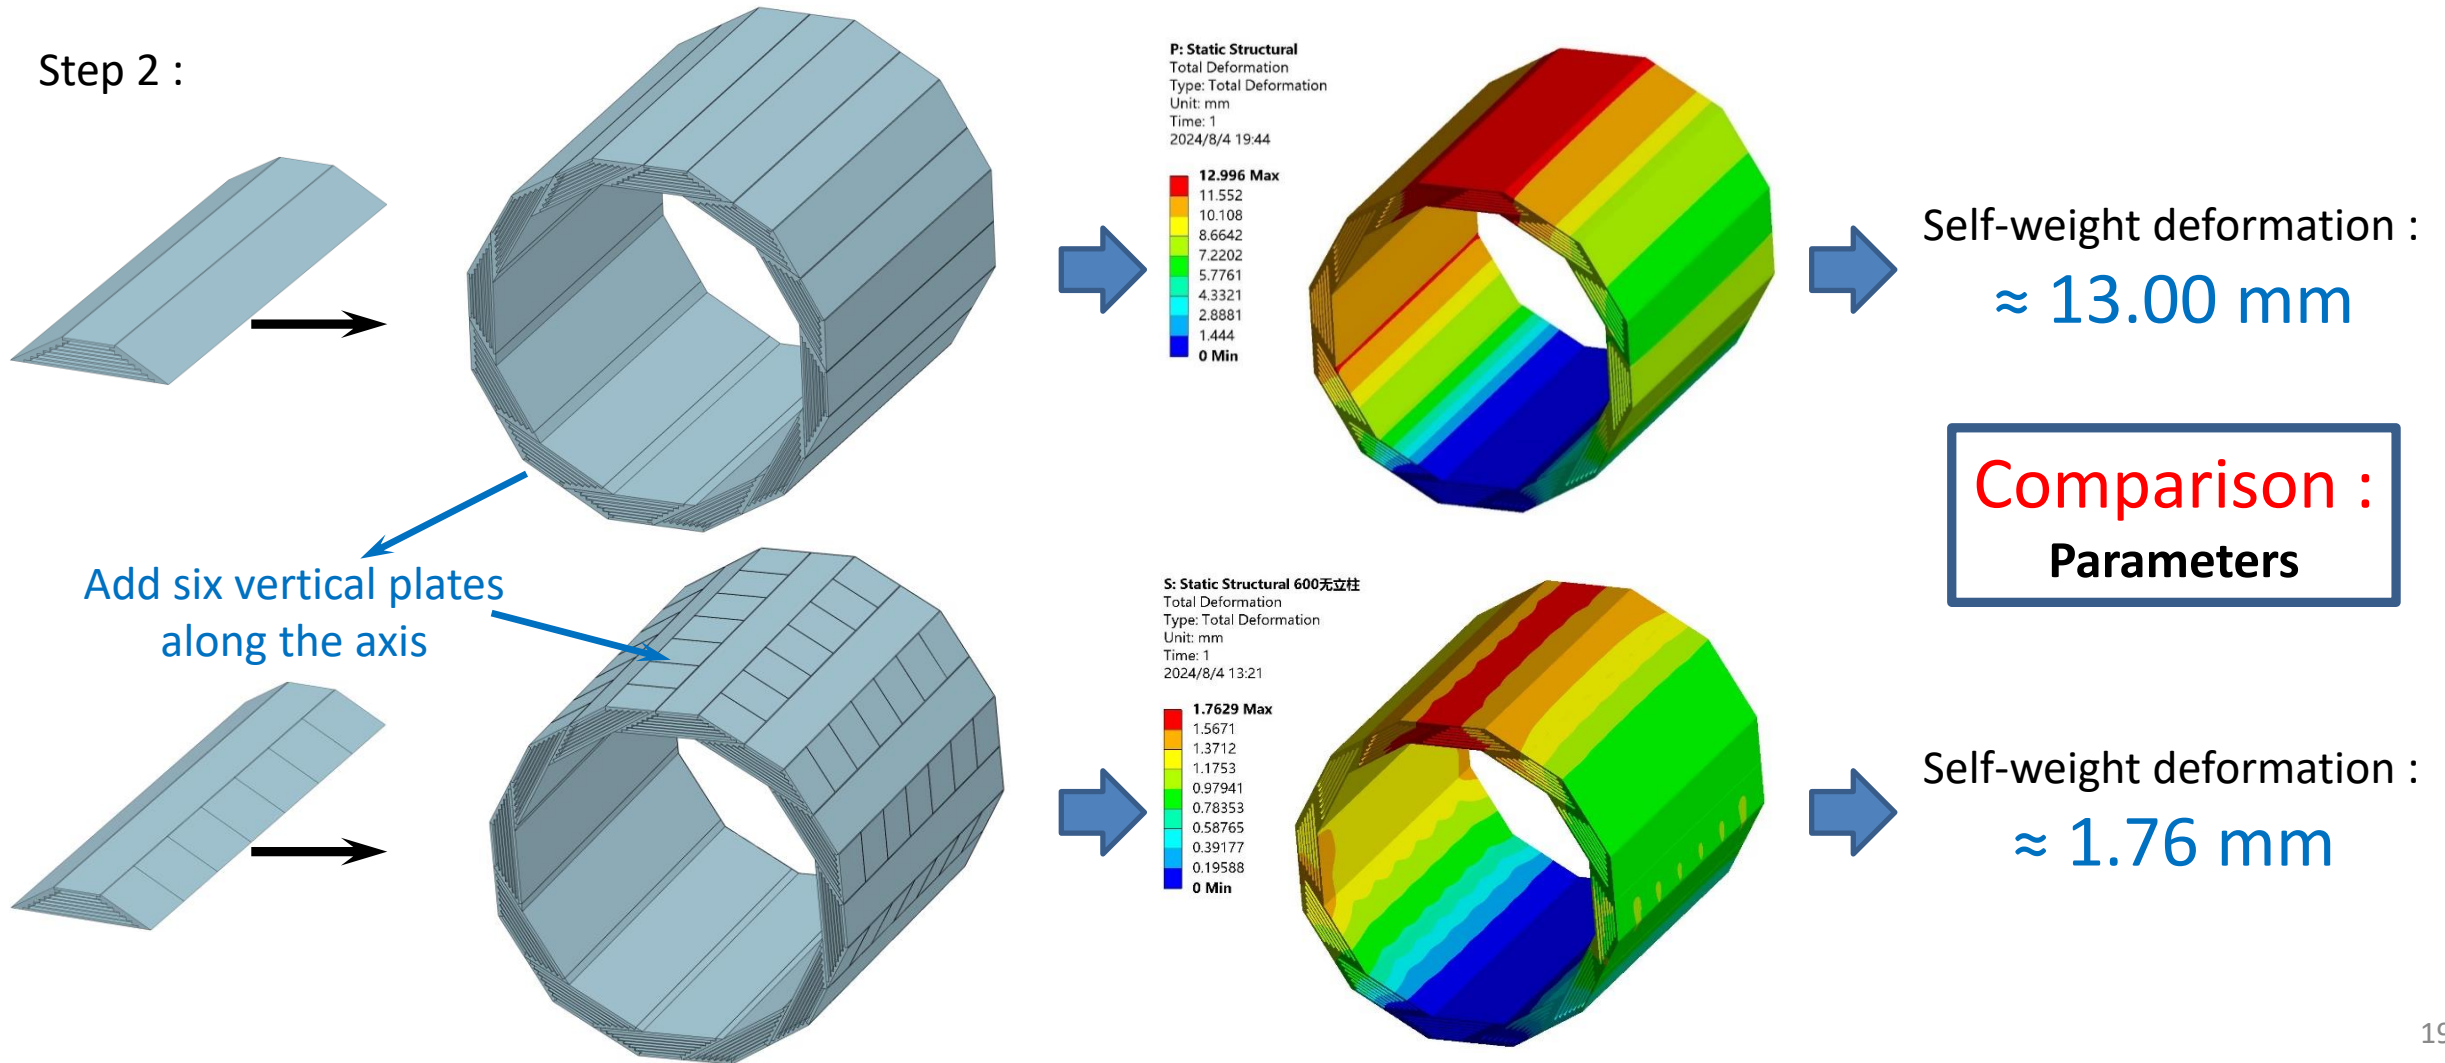 Step 2 :
P: Static Structural
Total Deformation
Type: Total Deformation
Unit: mm
Time: 1
2024/8/4 19:44
12.996 Max
11.552
10.108
8.6642
7.2202
5.7761
4.3321
2.8881
1.444
0 Min
Self-weight deformation :
≈ 13.00 mm
Comparison :
Parameters
Add six vertical plates
along the axis
S: Static Structural 600无立柱
Total Deformation
Type: Total Deformation
Unit: mm
Time: 1
2024/8/4 13:21
1.7629 Max
1.5671
1.3712
1.1753
0.97941
0.78353
0.58765
0.39177
0.19588
0 Min
Self-weight deformation :
≈ 1.76 mm
19